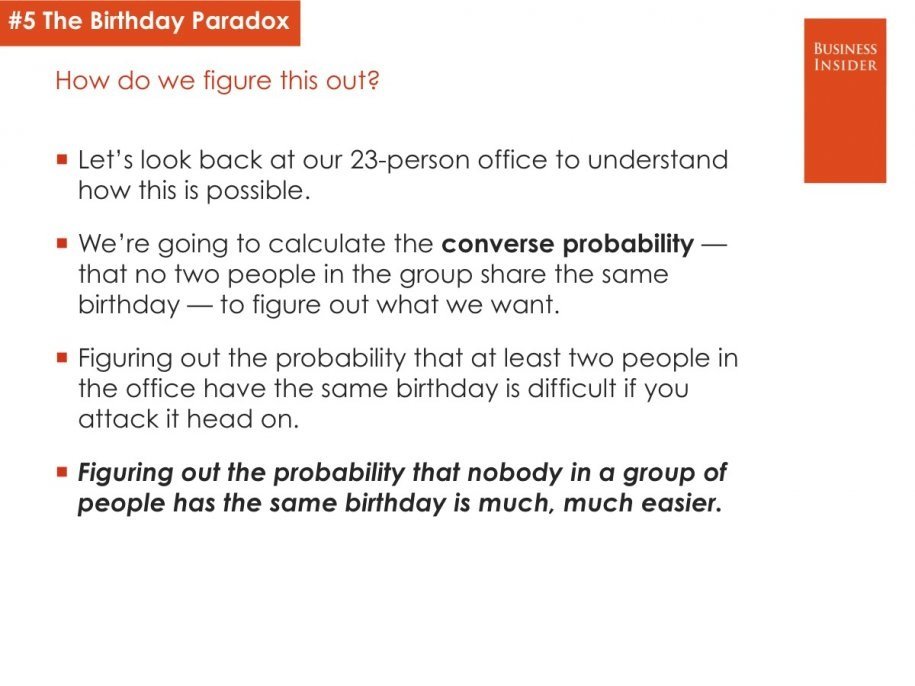 #5 The Birthday Paradox
BUSINESS
INSIDER
How do we figure this out?
▪ Let’s look back at our 23-person office to understand
how this is possible.
▪ We’re going to calculate the converse probability —
that no two people in the group share the same
birthday — to figure out what we want.
▪ Figuring out the probability that at least two people in
the office have the same birthday is difficult if you
attack it head on.
▪ Figuring out the probability that nobody in a group of
people has the same birthday is much, much easier.